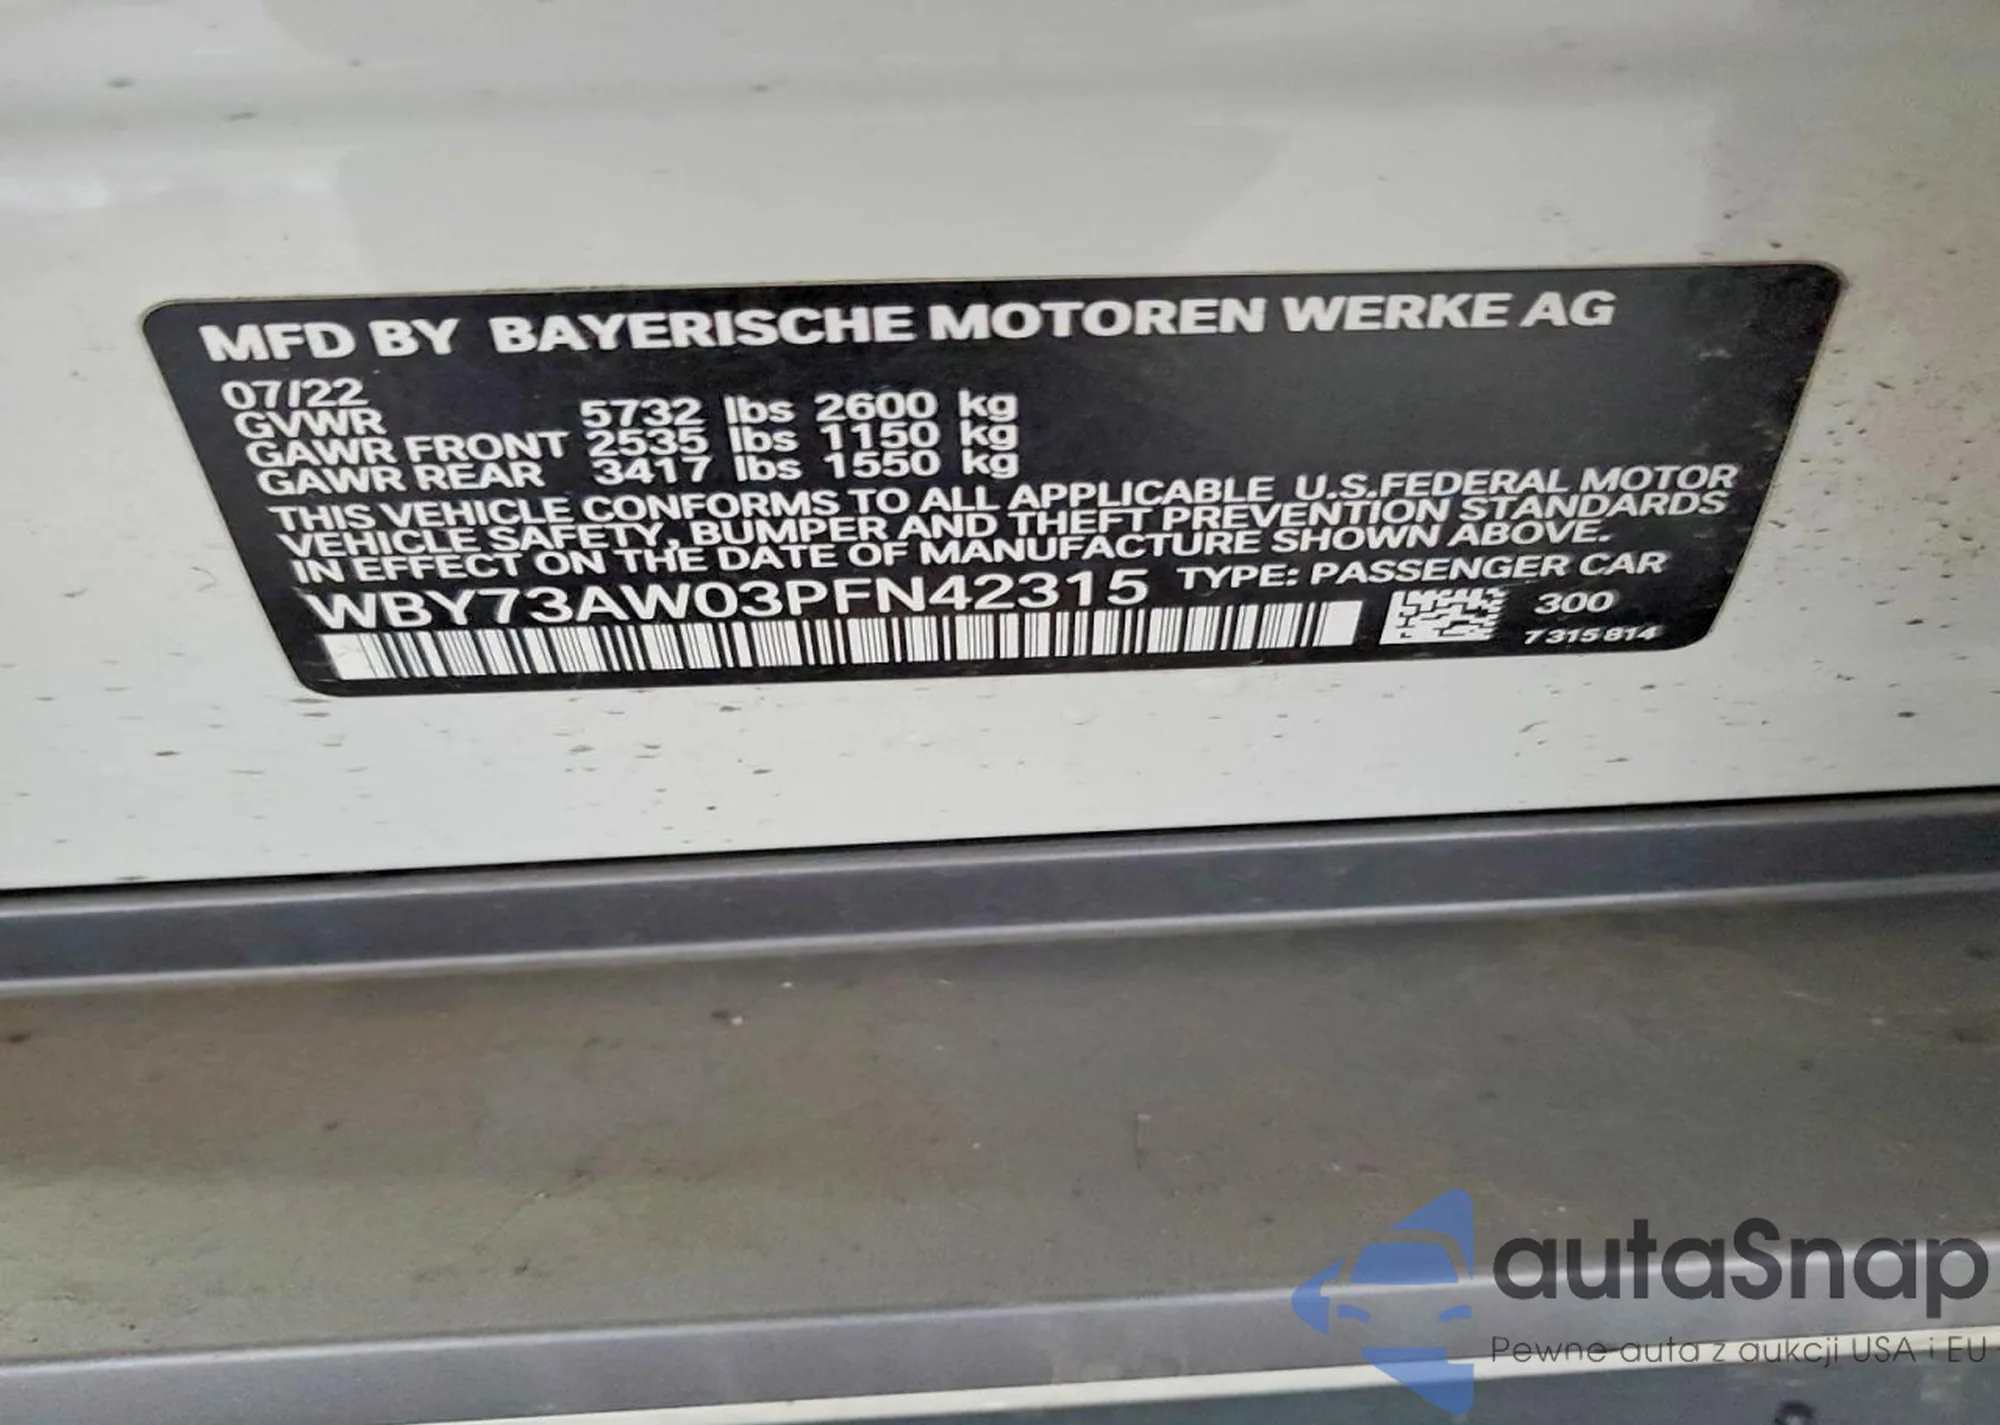 MFD BY BAYERISCHE MOTOREN WERKE AG
07/22
GVWR 5732 lbs 2600 kg
GAWR FRONT 2535 lbs 1150 kg
GAWR REAR 3417 lbs 1550 kg
THIS VEHICLE CONFORMS TO ALL APPLICABLE U.S.FEDERAL MOTOR
VEHICLE SAFETY, BUMPER AND THEFT PREVENTION STANDARDS
IN EFFECT ON THE DATE OF MANUFACTURE SHOWN ABOVE.
WBY73AW03PFN42315 TYPE: PASSENGER CAR
300
7 315 814
autaSnap
Pewne auta z aukcji USA i EU